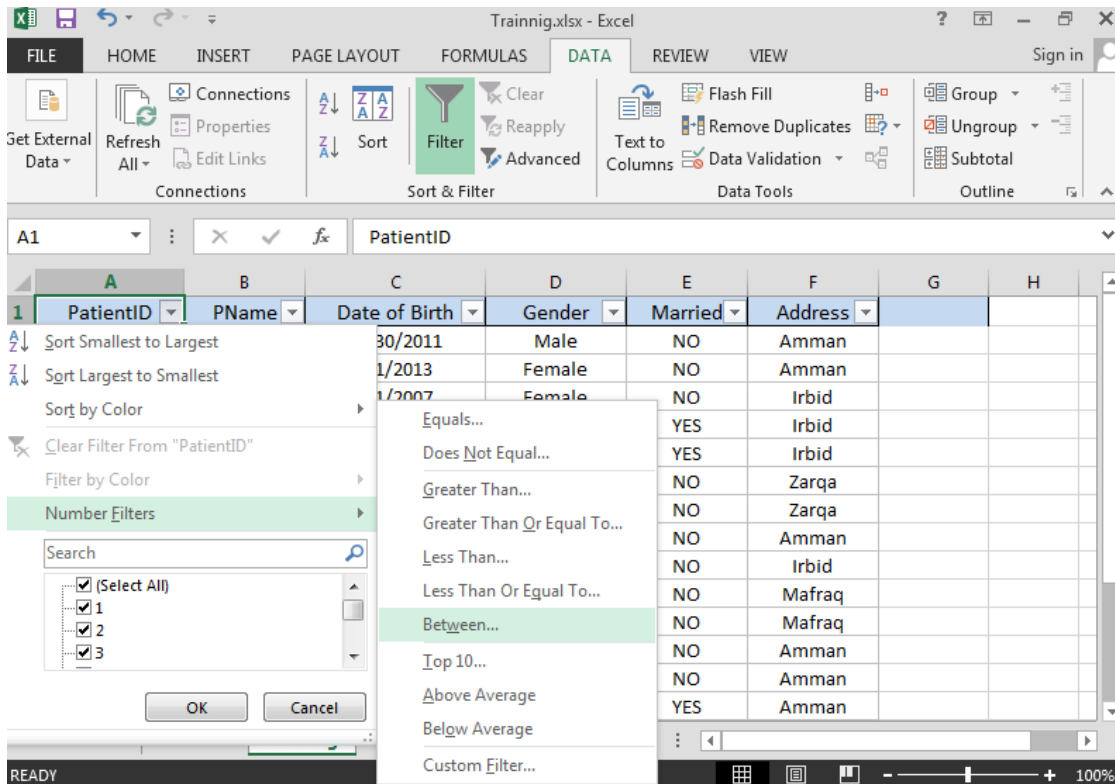 Trainnig.xlsx - Excel
?
FILE HOME INSERT PAGE LAYOUT FORMULAS DATA REVIEW VIEW Sign in
Get External Data
Refresh All
Connections
Properties
Edit Links
Connections
Sort
Filter
Clear
Reapply
Advanced
Sort & Filter
Text to Columns
Flash Fill
Remove Duplicates
Data Validation
Data Tools
Group
Ungroup
Subtotal
Outline
A1 fx PatientID
A B C D E F G H
1 PatientID PName Date of Birth Gender Married Address
30/2011 Male NO Amman
1/2013 Female NO Amman
1/2007 Female NO Irbid
YES Irbid
YES Irbid
NO Zarqa
NO Zarqa
NO Amman
NO Irbid
NO Mafraq
NO Mafraq
NO Amman
NO Amman
YES Amman
Sort Smallest to Largest
Sort Largest to Smallest
Sort by Color
Clear Filter From "PatientID"
Filter by Color
Number Filters
Search
(Select All)
1
2
3
OK Cancel
Equals...
Does Not Equal...
Greater Than...
Greater Than Or Equal To...
Less Than...
Less Than Or Equal To...
Between...
Top 10...
Above Average
Below Average
Custom Filter...
READY 100%